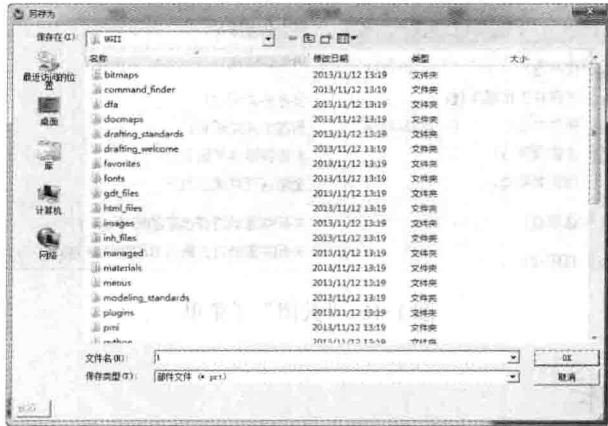 另存为
保存在(I):
UGII
最近访问的位置
桌面
库
计算机
网络
名称 修改日期 类型 大小
bitmaps 2013/11/12 13:19 文件夹
command_finder 2013/11/12 13:19 文件夹
dfa 2013/11/12 13:19 文件夹
docmaps 2013/11/12 13:19 文件夹
drafting_standards 2013/11/12 13:19 文件夹
drafting_welcome 2013/11/12 13:19 文件夹
favorites 2013/11/12 13:19 文件夹
fonts 2013/11/12 13:19 文件夹
gdt_files 2013/11/12 13:19 文件夹
html_files 2013/11/12 13:19 文件夹
images 2013/11/12 13:19 文件夹
inh_files 2013/11/12 13:19 文件夹
managed 2013/11/12 13:19 文件夹
materials 2013/11/12 13:19 文件夹
menus 2013/11/12 13:19 文件夹
modeling_standards 2013/11/12 13:19 文件夹
plugins 2013/11/12 13:19 文件夹
pmi 2013/11/12 13:19 文件夹
python 2013/11/12 13:19 文件夹
文件名(N): 1 OK
保存类型(T): 部件文件 (*.prt) 取消